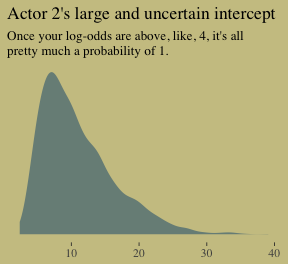 Actor 2's large and uncertain intercept
Once your log-odds are above, like, 4, it's all
pretty much a probability of 1.
10 20 30 40